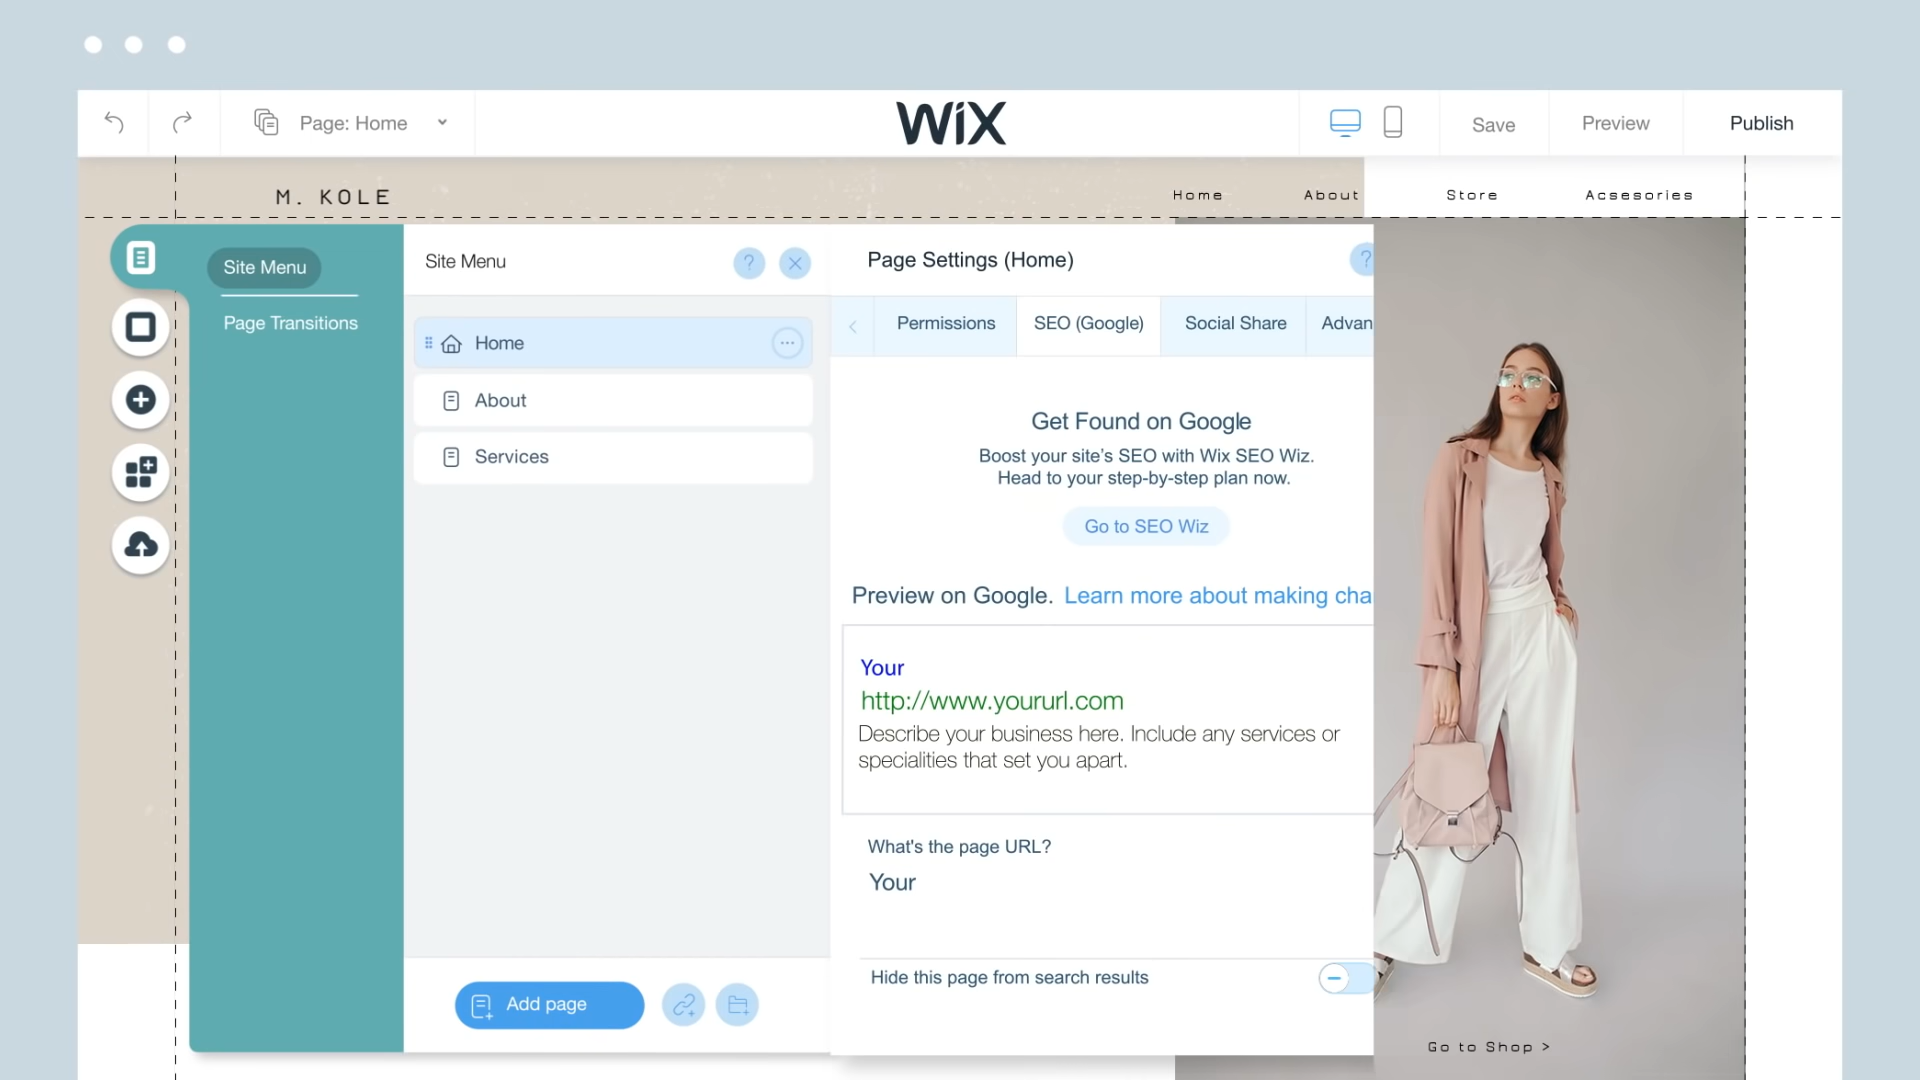 Page: Home
WiX
Save
Preview
Publish
M. KOLE
Home
About
Store
Acsesories
Site Menu
Page Transitions
Site Menu
?
Home
About
Services
Add page
Page Settings (Home)
?
Permissions
SEO (Google)
Social Share
Advan
Get Found on Google
Boost your site's SEO with Wix SEO Wiz.
Head to your step-by-step plan now.
Go to SEO Wiz
Preview on Google. Learn more about making cha
Your
http://www.yoururl.com
Describe your business here. Include any services or
specialities that set you apart.
What's the page URL?
Your
Hide this page from search results
Go to Shop >